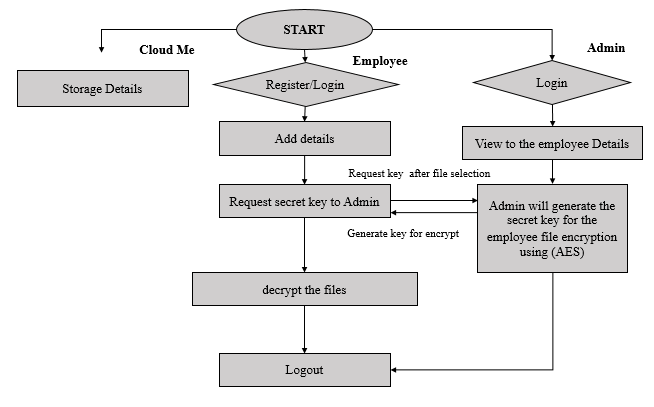 START
Cloud Me
Employee
Admin
Storage Details
Register/Login
Login
Add details
View to the employee Details
Request key after file selection
Request secret key to Admin
Admin will generate the
secret key for the
employee file encryption
using (AES)
Generate key for encrypt
decrypt the files
Logout